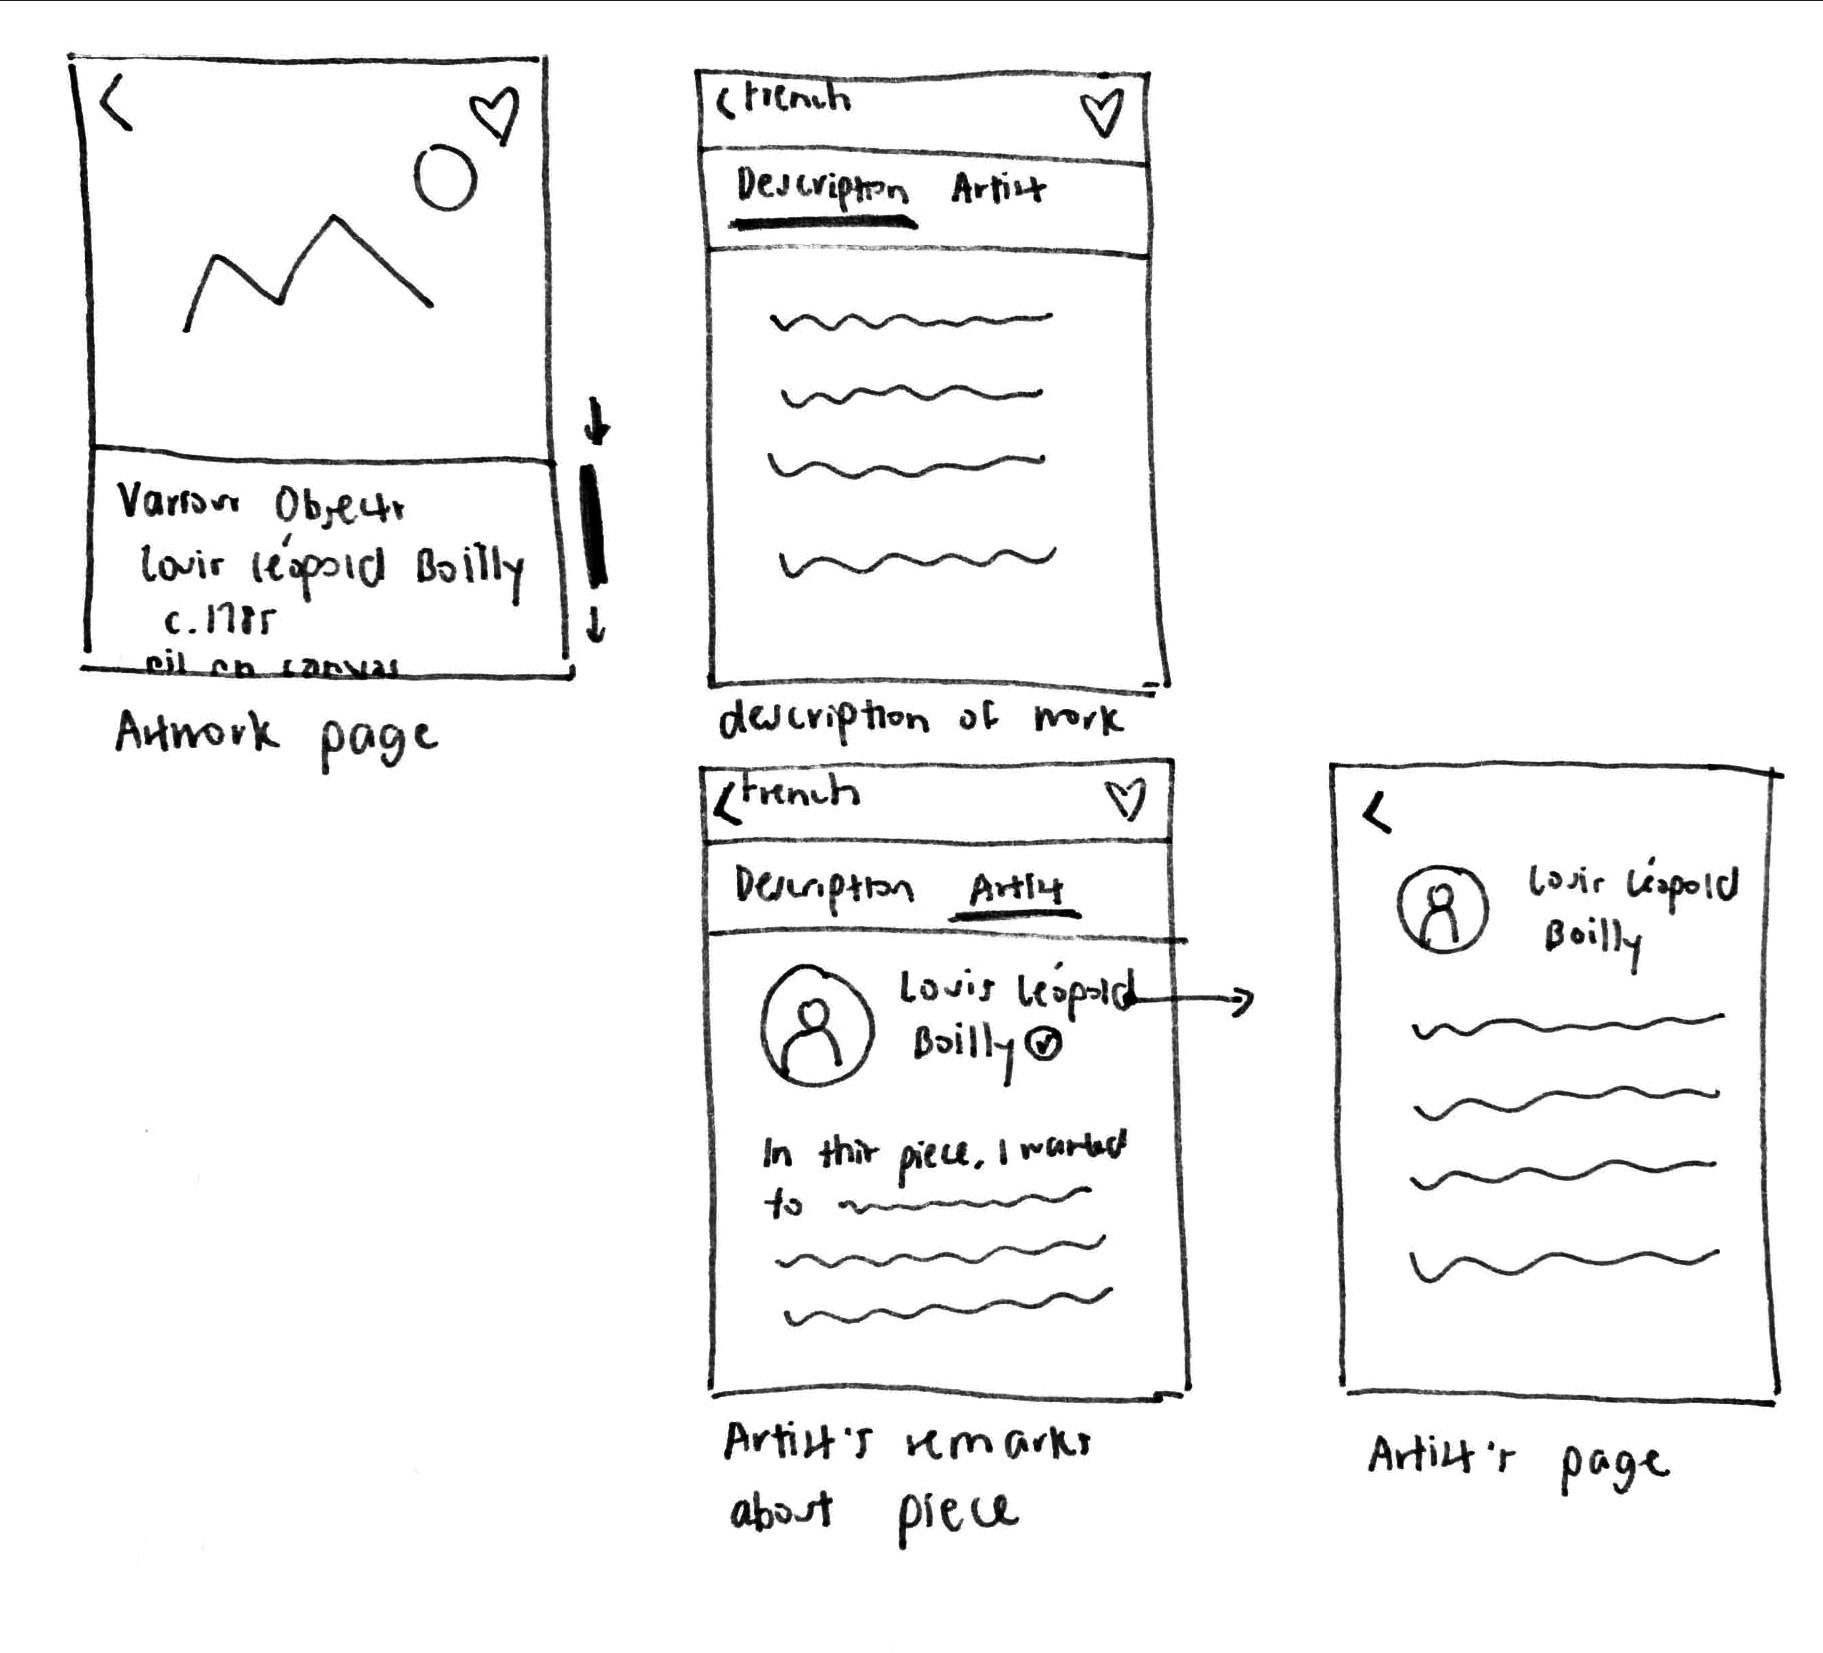 Various Objects
Louis Léopold Boilly
c. 1785
oil on canvas
Artwork page
< French
Description Artist
description of work
< French
Description Artist
Louis Léopold
Boilly
In this piece, I wanted
to
Artist's remarks
about piece
<
Louis Léopold
Boilly
Artist's page